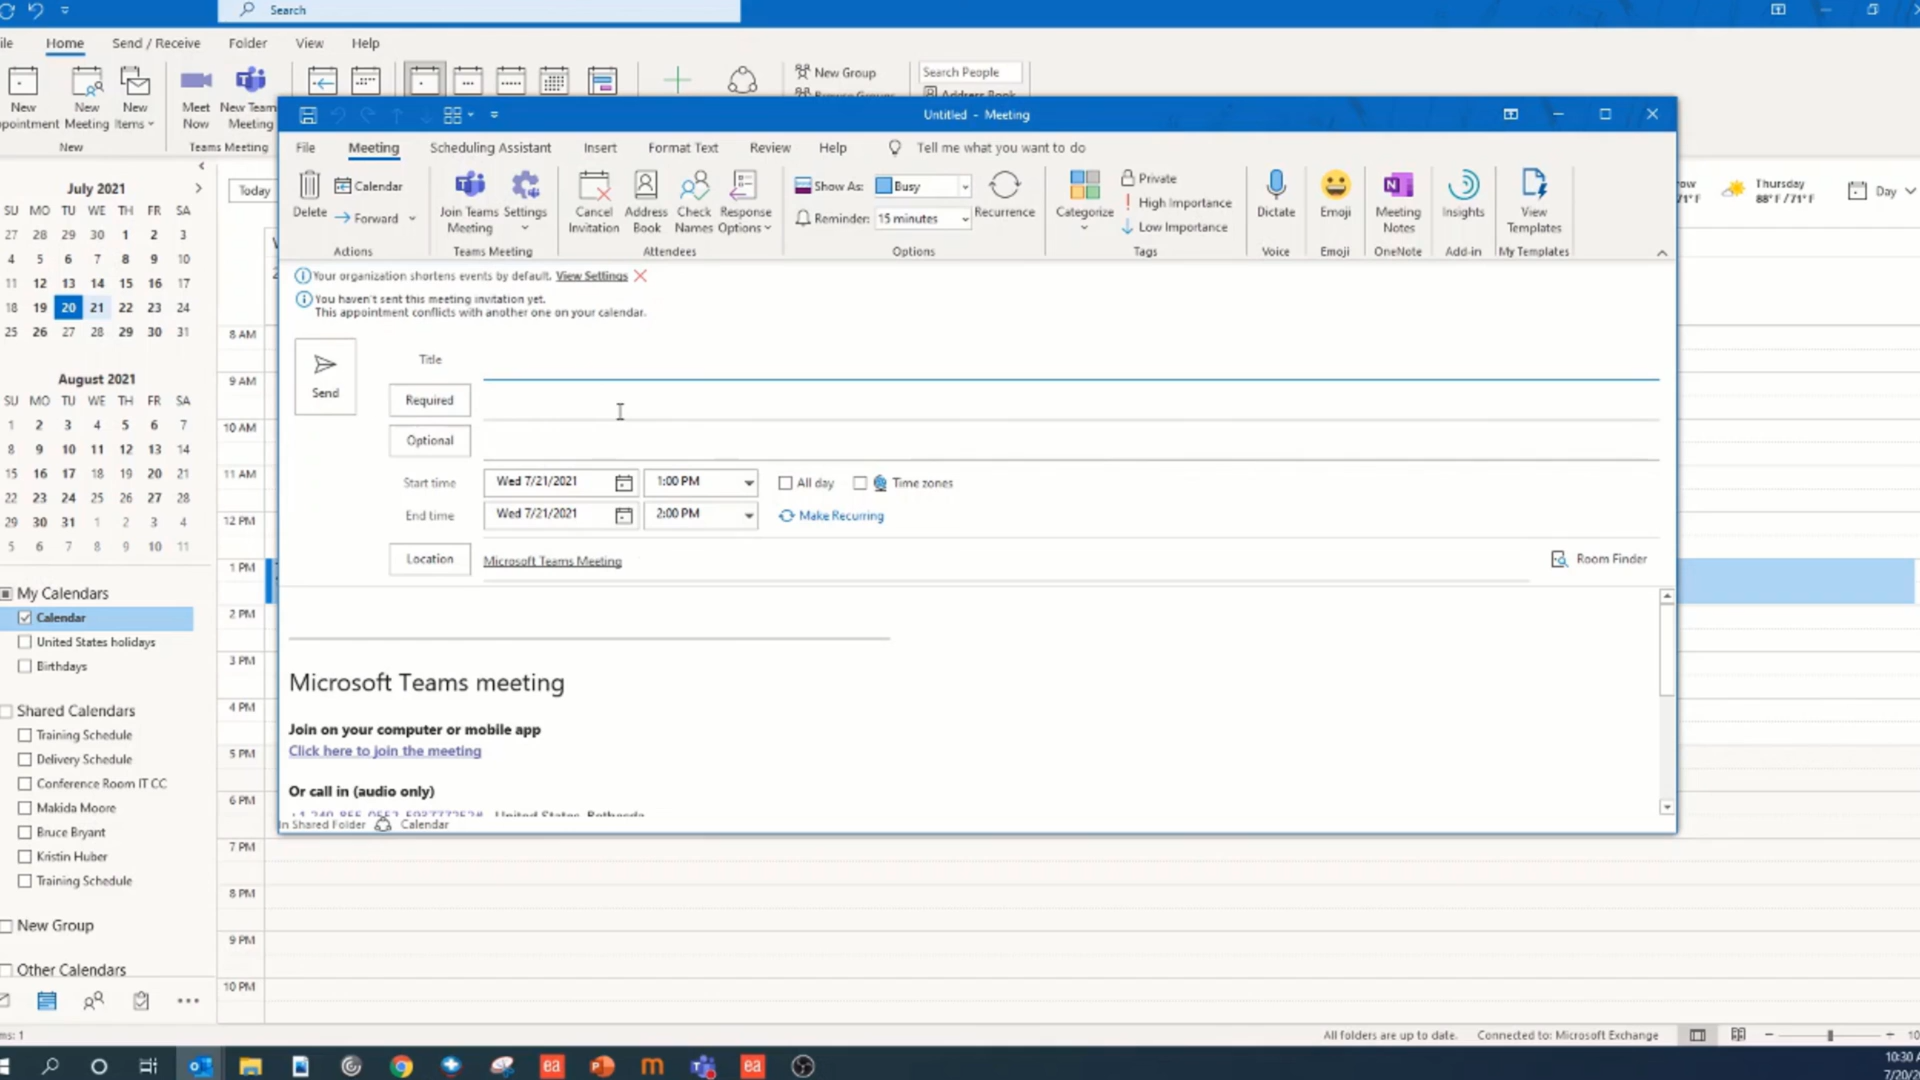 Search
Home
Send / Receive
Folder
View
Help
New
Meeting
New
Items
Meet
Now
New
Meeting
New
Teams Meeting
New Group
Search People
Untitled - Meeting
File
Meeting
Scheduling Assistant
Insert
Format Text
Review
Help
Tell me what you want to do
Delete
Calendar
Forward
Actions
Join Teams
Meeting
Settings
Teams Meeting
Cancel
Invitation
Address
Book
Check
Names
Response
Options
Attendees
Show As:
Busy
Reminder:
15 minutes
Recurrence
Options
Categorize
Private
High Importance
Low Importance
Tags
Dictate
Voice
Emoji
Emoji
Meeting
Notes
OneNote
Insights
Add-in
View
Templates
My Templates
Thursday
88°F/71°F
Day
Today
Your organization shortens events by default. View Settings
You haven't sent this meeting invitation yet.
This appointment conflicts with another one on your calendar.
Send
Title
Required
Optional
Start time
Wed 7/21/2021
1:00 PM
All day
Time zones
End time
Wed 7/21/2021
2:00 PM
Make Recurring
Location
Microsoft Teams Meeting
Room Finder
Microsoft Teams meeting
Join on your computer or mobile app
Click here to join the meeting
Or call in (audio only)
In Shared Folder
Calendar
July 2021
SU MO TU WE TH FR SA
27 28 29 30 1 2 3
4 5 6 7 8 9 10
11 12 13 14 15 16 17
18 19 20 21 22 23 24
25 26 27 28 29 30 31
August 2021
SU MO TU WE TH FR SA
1 2 3 4 5 6 7
8 9 10 11 12 13 14
15 16 17 18 19 20 21
22 23 24 25 26 27 28
29 30 31 1 2 3 4
5 6 7 8 9 10 11
My Calendars
Calendar
United States holidays
Birthdays
Shared Calendars
Training Schedule
Delivery Schedule
Conference Room IT CC
Makida Moore
Bruce Bryant
Kristin Huber
Training Schedule
New Group
Other Calendars
8 AM
9 AM
10 AM
11 AM
12 PM
1 PM
2 PM
3 PM
4 PM
5 PM
6 PM
7 PM
8 PM
9 PM
10 PM
All folders are up to date.
Connected to: Microsoft Exchange
10:30